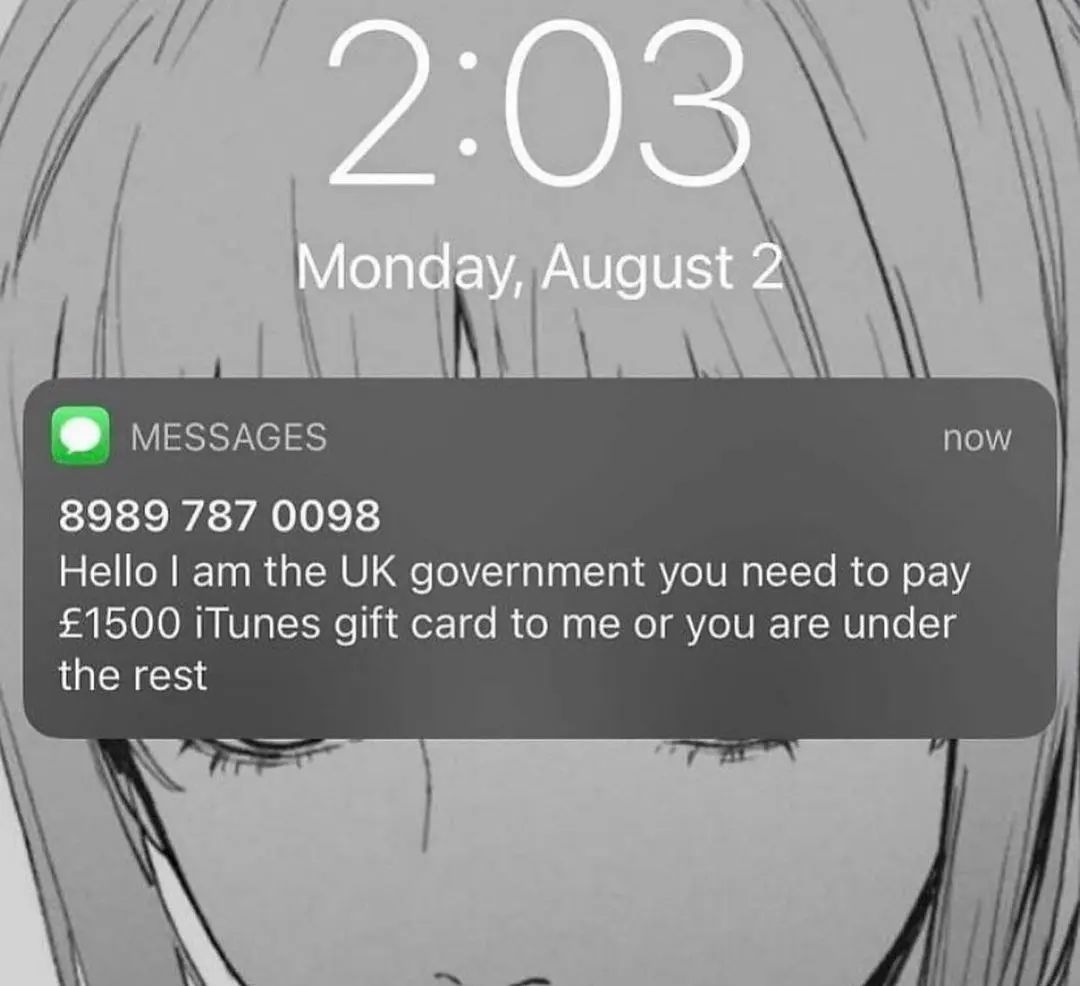 2:03
Monday, August 2
MESSAGES
now
8989 787 0098
Hello I am the UK government you need to pay
£1500 iTunes gift card to me or you are under
the rest